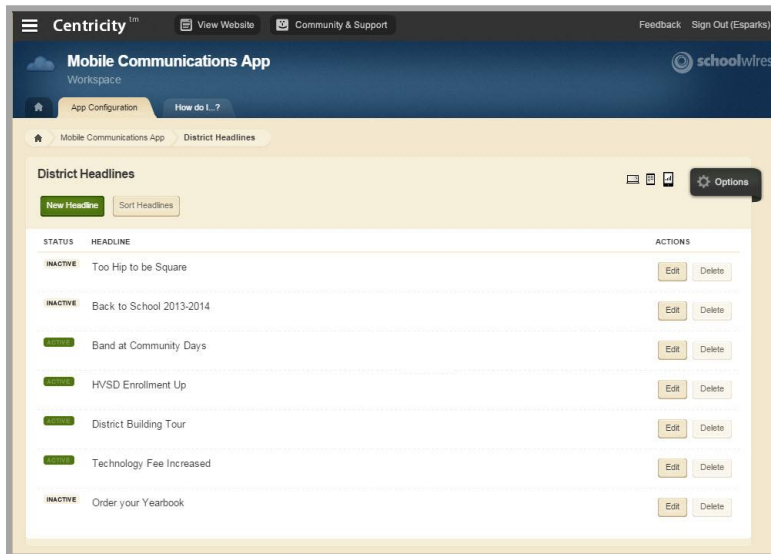 Centricity™ View Website Community & Support Feedback Sign Out (Esparks)
Mobile Communications App
Workspace
schoolwires
App Configuration How do I...?
Mobile Communications App District Headlines
District Headlines
Options
New Headline Sort Headlines
STATUS HEADLINE ACTIONS
INACTIVE Too Hip to be Square Edit Delete
INACTIVE Back to School 2013-2014 Edit Delete
ACTIVE Band at Community Days Edit Delete
ACTIVE HVSD Enrollment Up Edit Delete
ACTIVE District Building Tour Edit Delete
ACTIVE Technology Fee Increased Edit Delete
INACTIVE Order your Yearbook Edit Delete